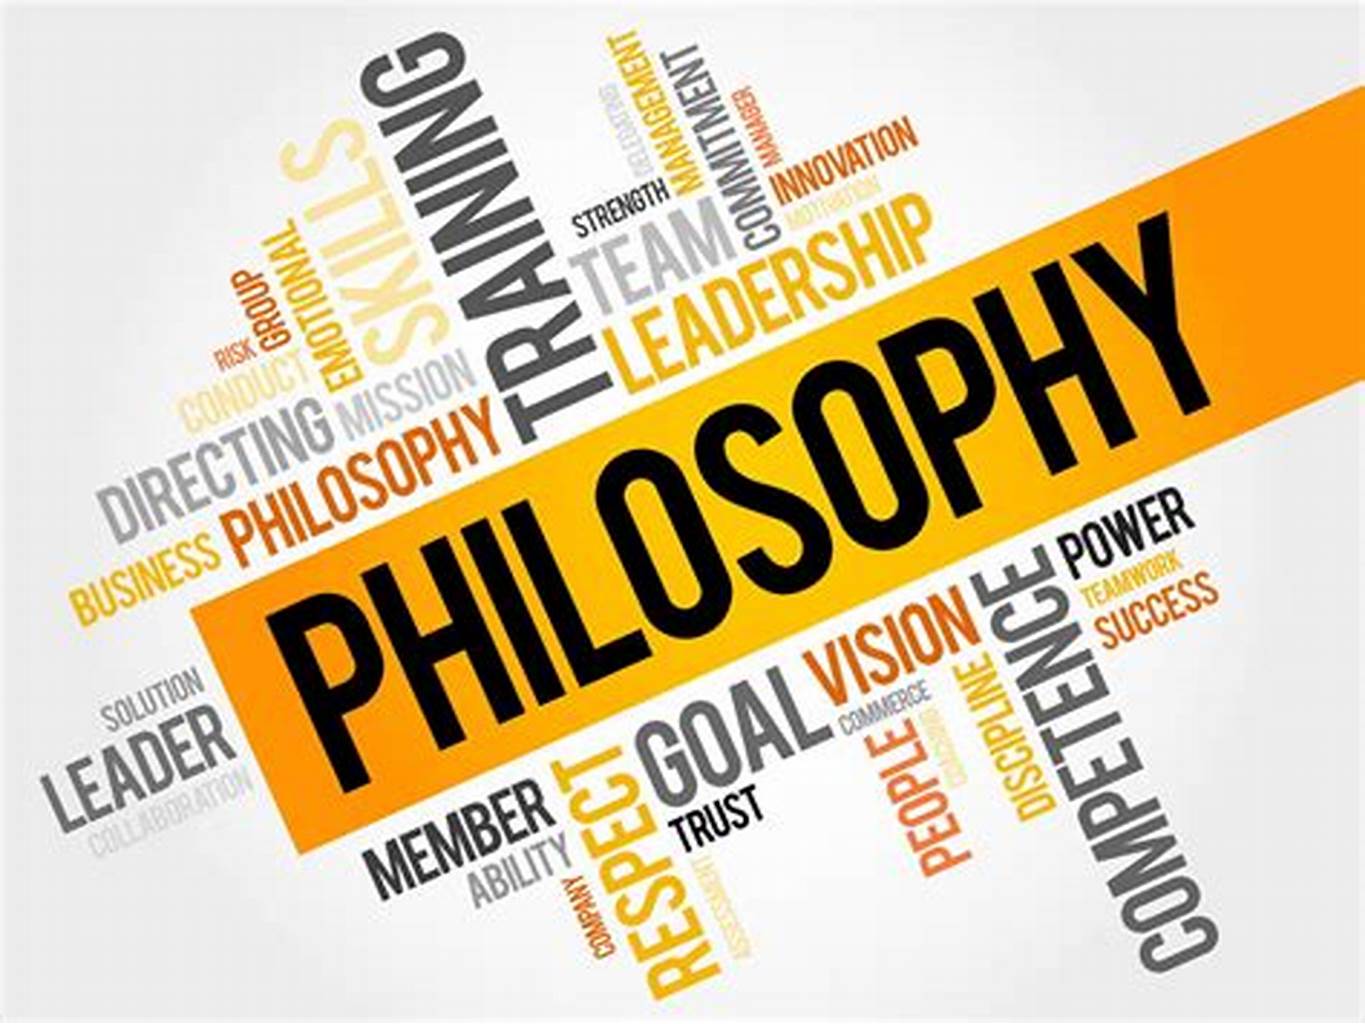 TRAINING
SKILLS
EMOTIONAL
GROUP
RISK
CONDUCT
MISSION
DIRECTING
PHILOSOPHY
BUSINESS
DELEGATING
MANAGEMENT
COMMITMENT
MANAGER
INNOVATION
MOTIVATION
STRENGTH
TEAM
LEADERSHIP
PHILOSOPHY
SOLUTION
LEADER
COLLABORATION
MEMBER
ABILITY
COMPANY
RESPECT
GOAL
TRUST
ASSESSMENT
VISION
COMMERCE
PEOPLE
DISCIPLINE
COMPETENCE
POWER
TEAMWORK
SUCCESS